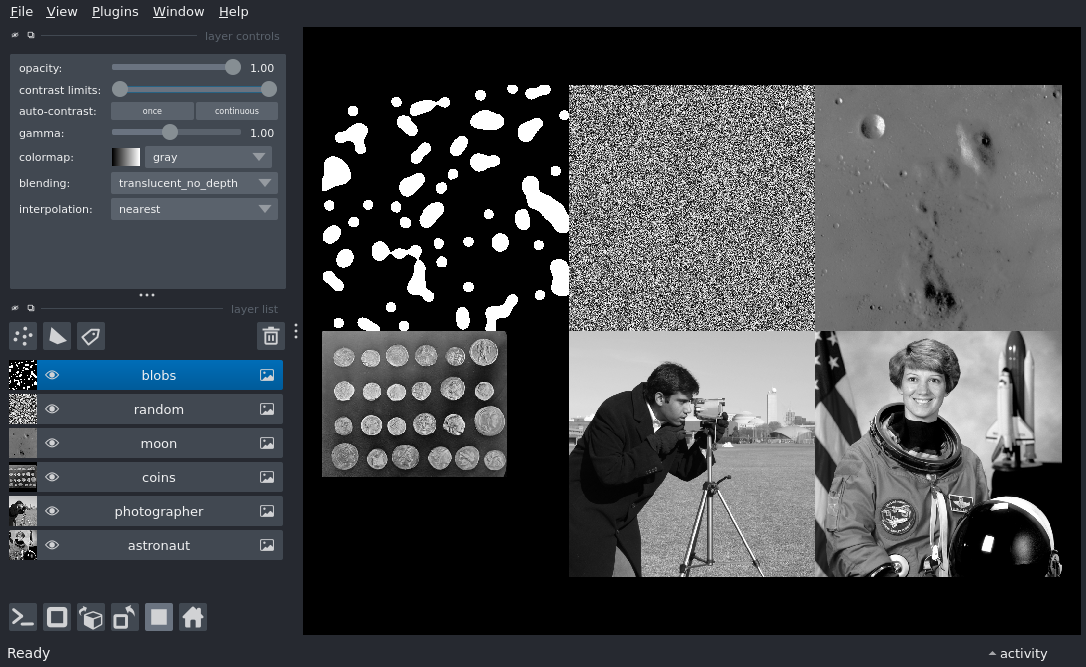 File View Plugins Window Help
layer controls
opacity: 1.00
contrast limits:
auto-contrast: once continuous
gamma: 1.00
colormap: gray
blending: translucent_no_depth
interpolation: nearest
layer list
blobs
random
moon
coins
photographer
astronaut
Ready
activity